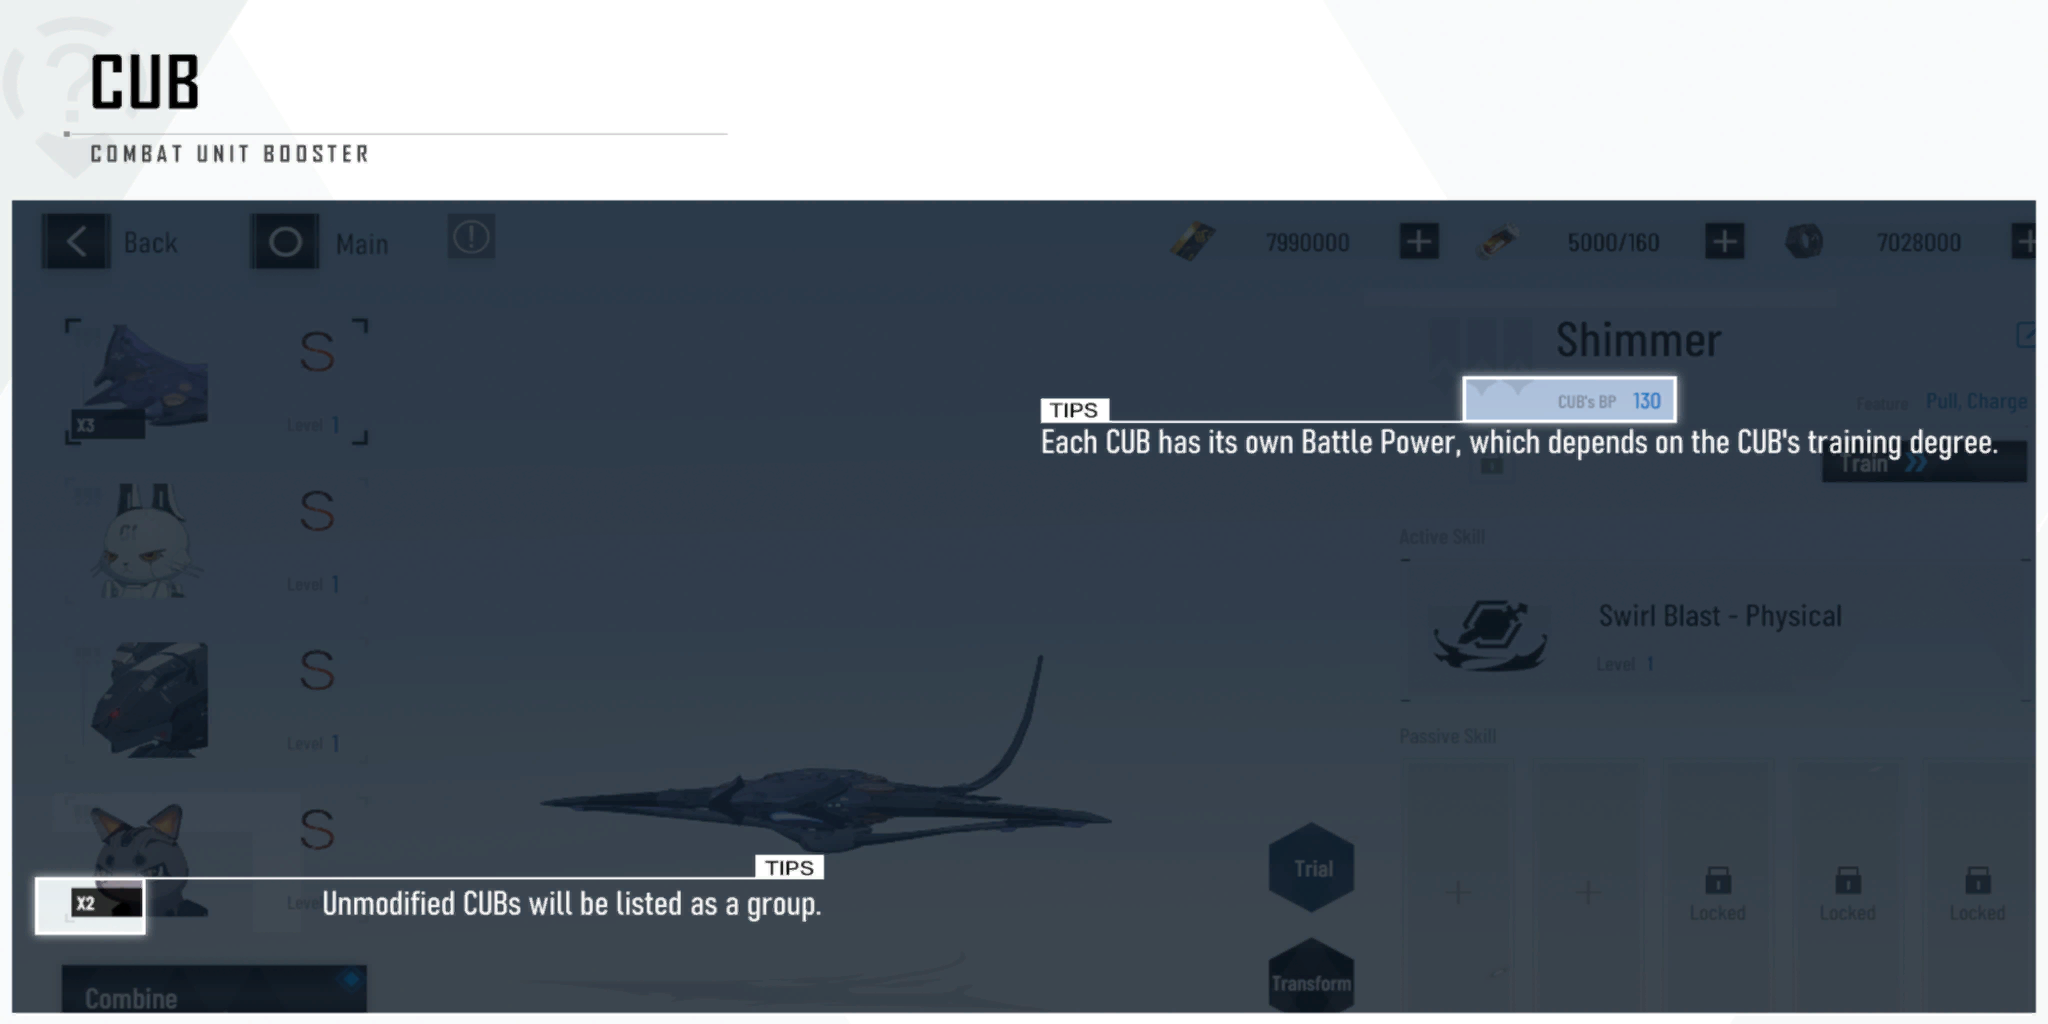 CUB
COMBAT UNIT BOOSTER
Back
Main
7990000
5000/160
7028000
S
X3
Level 1
S
Level 1
S
Level 1
S
X2
Leve
TIPS
Unmodified CUBs will be listed as a group.
Combine
Shimmer
CUB's BP 130
Feature Pull, Charge
TIPS
Each CUB has its own Battle Power, which depends on the CUB's training degree.
Train
Active Skill
Swirl Blast - Physical
Level 1
Passive Skill
Locked
Locked
Locked
Trial
Transform